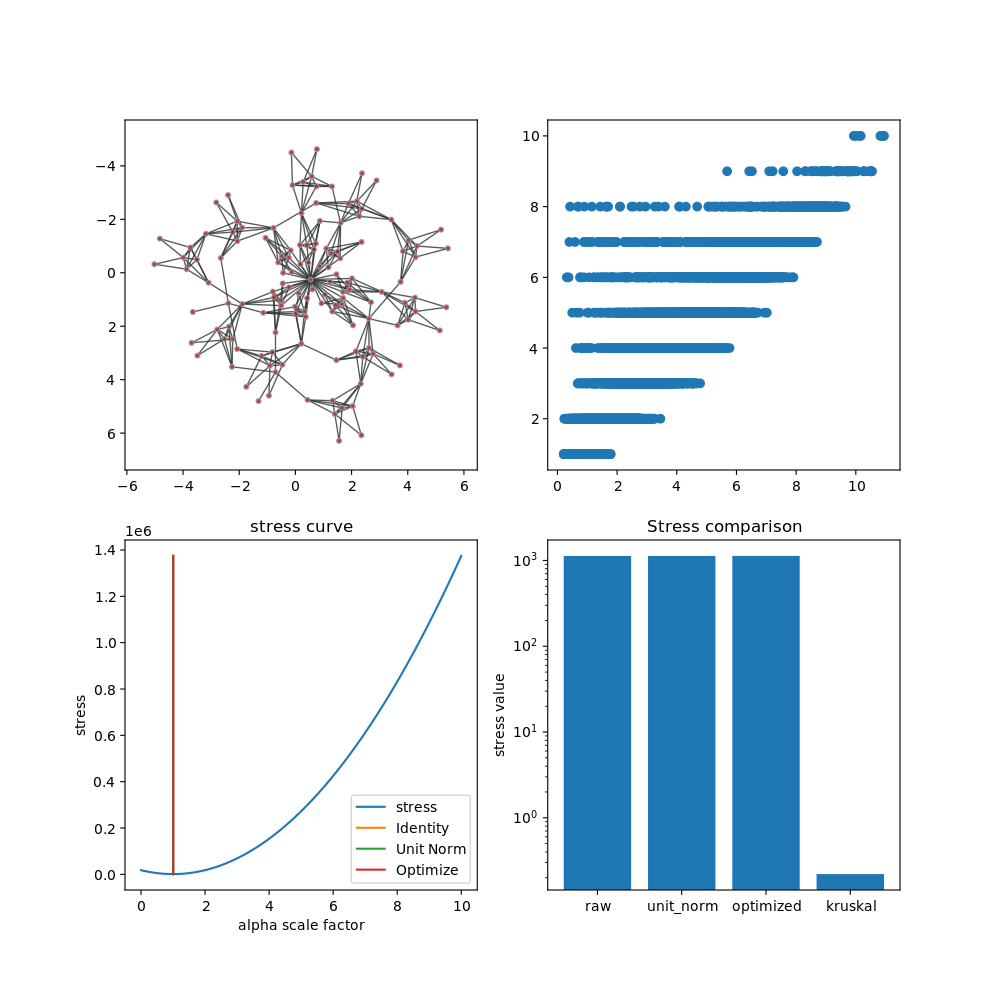 −4
−2
0
2
4
6
−6 −4 −2 0 2 4 6
10
8
6
4
2
0 2 4 6 8 10
stress curve
1e6
1.4
1.2
1.0
0.8
0.6
0.4
0.2
0.0
stress
stress
Identity
Unit Norm
Optimize
0 2 4 6 8 10
alpha scale factor
Stress comparison
10³
10²
10¹
10⁰
stress value
raw unit_norm optimized kruskal